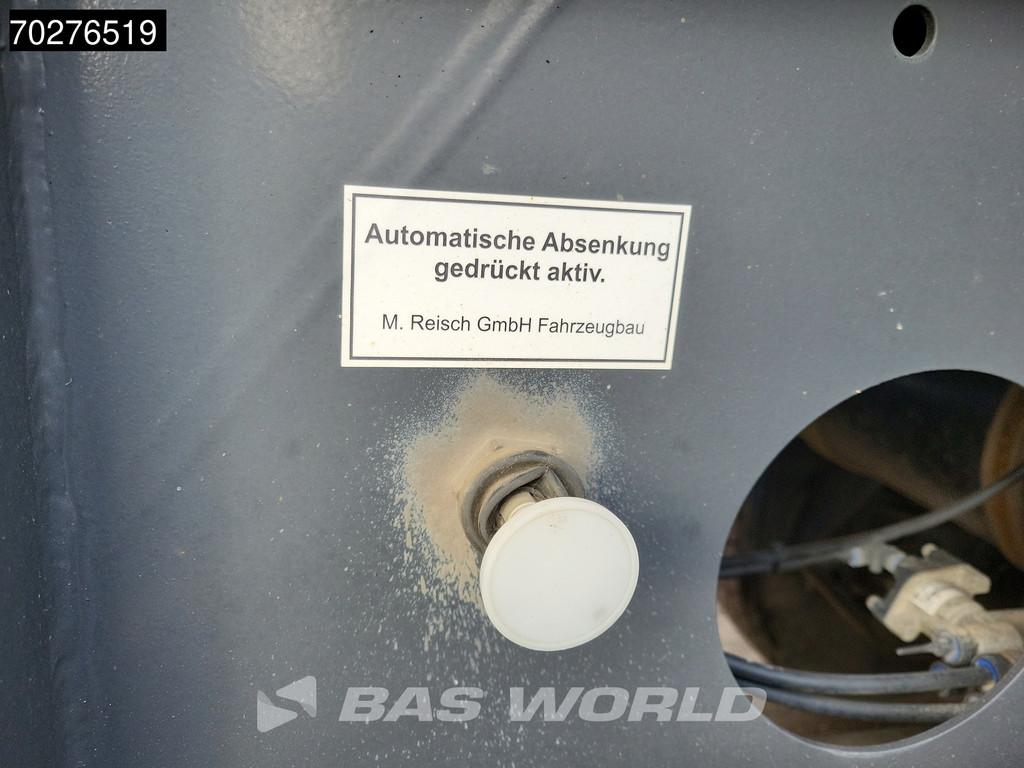 70276519
Automatische Absenkung
gedrückt aktiv.
M. Reisch GmbH Fahrzeugbau
BAS WORLD